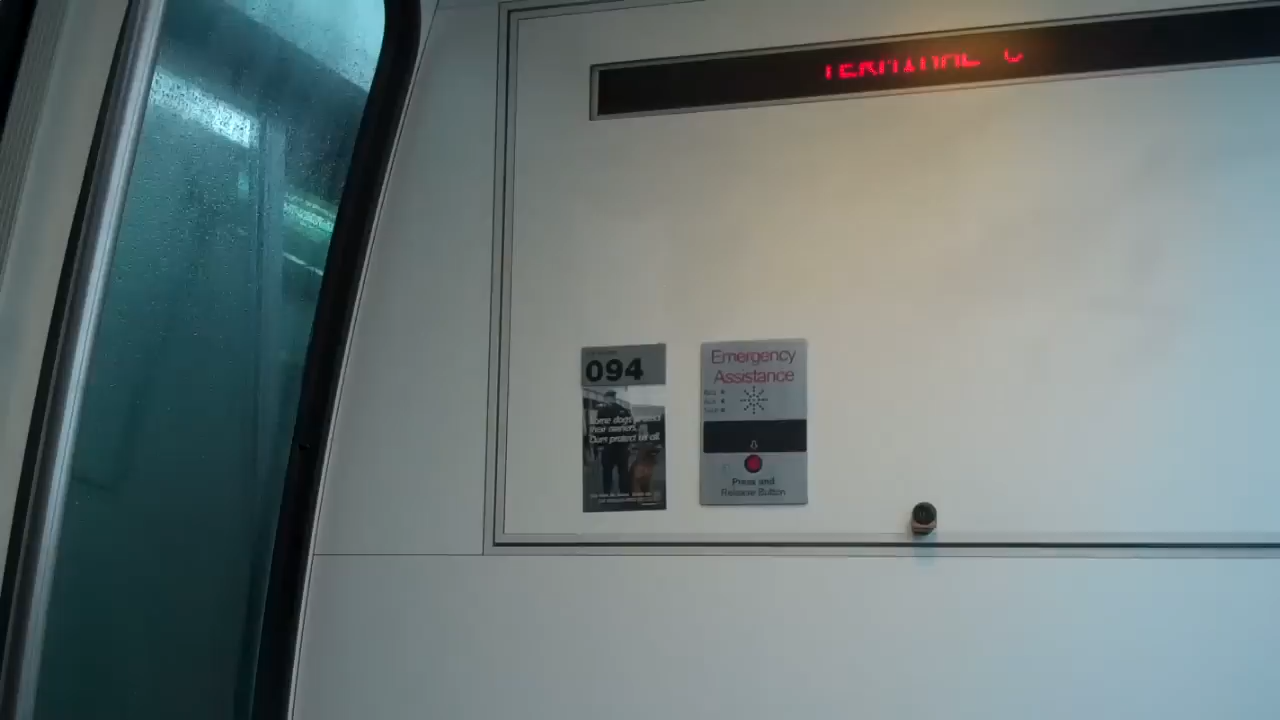 TERMINAL C
094
Some dogs protect
their owners.
Ours protect us all.
Emergency
Assistance
Press and
Release Button